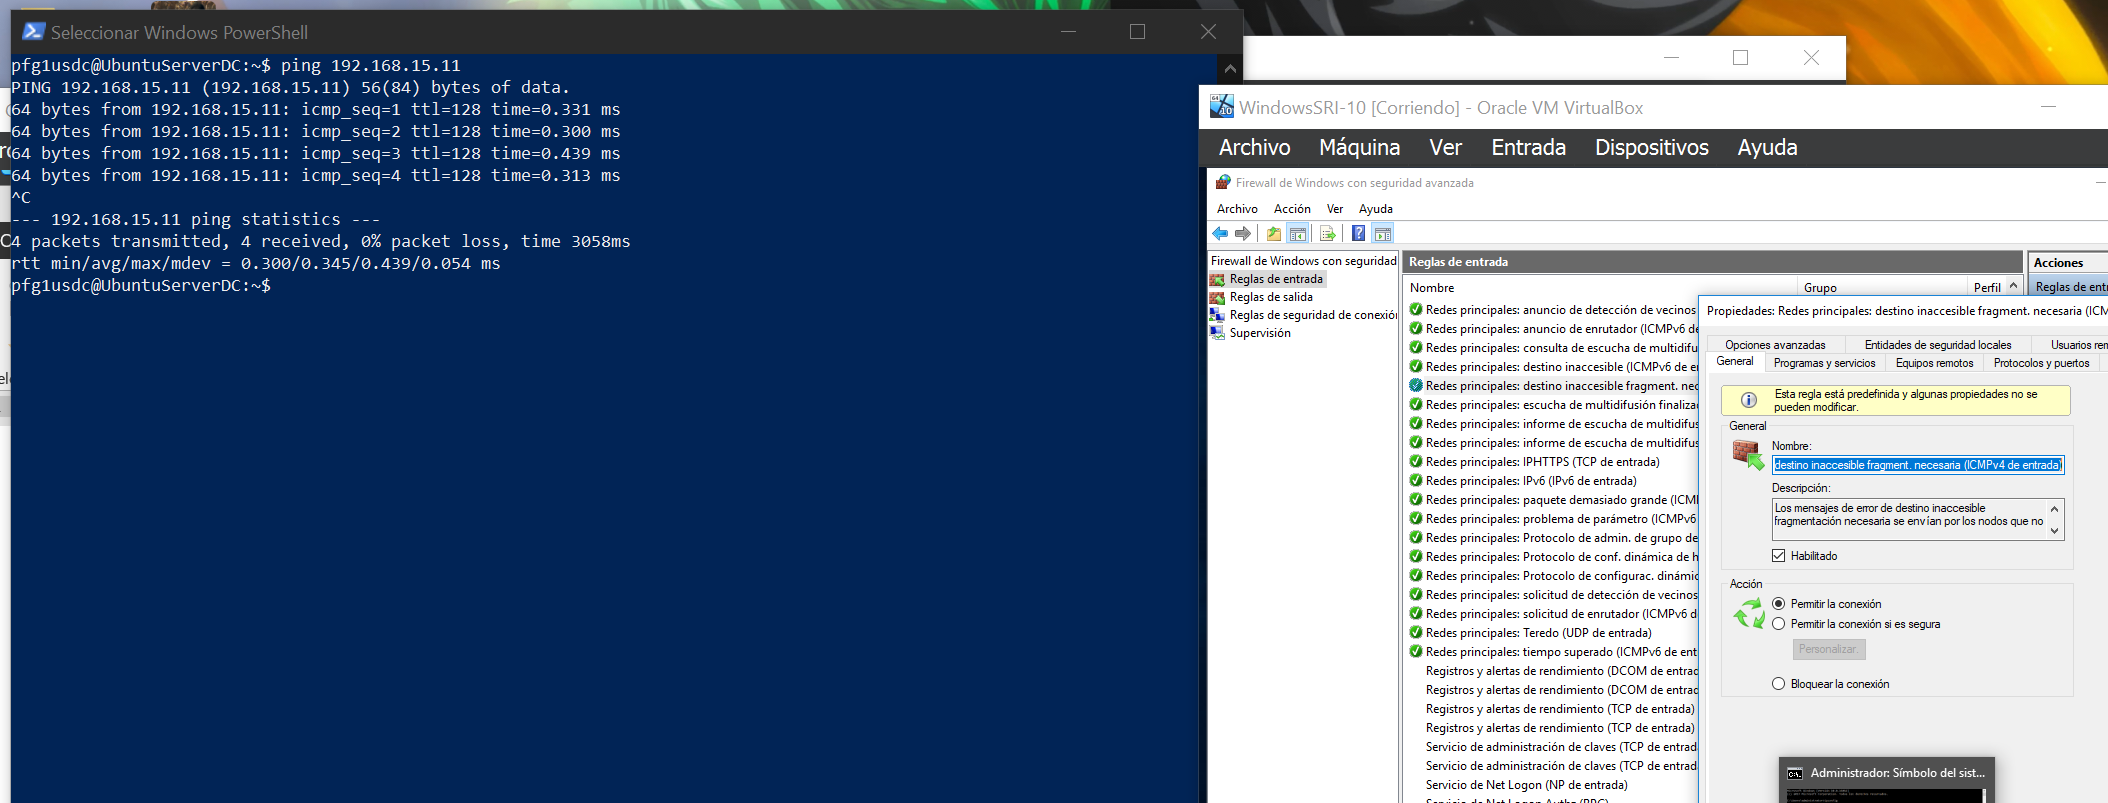 Seleccionar Windows PowerShell
pfg1usdc@UbuntuServerDC:~$ ping 192.168.15.11
PING 192.168.15.11 (192.168.15.11) 56(84) bytes of data.
64 bytes from 192.168.15.11: icmp_seq=1 ttl=128 time=0.331 ms
64 bytes from 192.168.15.11: icmp_seq=2 ttl=128 time=0.300 ms
64 bytes from 192.168.15.11: icmp_seq=3 ttl=128 time=0.439 ms
64 bytes from 192.168.15.11: icmp_seq=4 ttl=128 time=0.313 ms
^C
--- 192.168.15.11 ping statistics ---
4 packets transmitted, 4 received, 0% packet loss, time 3058ms
rtt min/avg/max/mdev = 0.300/0.345/0.439/0.054 ms
pfg1usdc@UbuntuServerDC:~$
WindowsSRI-10 [Corriendo] - Oracle VM VirtualBox
Archivo Máquina Ver Entrada Dispositivos Ayuda
Firewall de Windows con seguridad avanzada
Archivo Acción Ver Ayuda
Firewall de Windows con seguridad
Reglas de entrada
Reglas de salida
Reglas de seguridad de conexión
Supervisión
Reglas de entrada
Nombre Grupo Perfil
Redes principales: anuncio de detección de vecinos
Redes principales: anuncio de enrutador (ICMPv6 de
Redes principales: consulta de escucha de multidifu
Redes principales: destino inaccesible (ICMPv6 de e
Redes principales: destino inaccesible fragment. nec
Redes principales: escucha de multidifusión finaliza
Redes principales: informe de escucha de multidifus
Redes principales: informe de escucha de multidifus
Redes principales: IPHTTPS (TCP de entrada)
Redes principales: IPv6 (IPv6 de entrada)
Redes principales: paquete demasiado grande (ICM
Redes principales: problema de parámetro (ICMPv6
Redes principales: Protocolo de admin. de grupo de
Redes principales: Protocolo de conf. dinámica de h
Redes principales: Protocolo de configurac. dinámic
Redes principales: solicitud de detección de vecinos
Redes principales: solicitud de enrutador (ICMPv6 d
Redes principales: Teredo (UDP de entrada)
Redes principales: tiempo superado (ICMPv6 de ent
Registros y alertas de rendimiento (DCOM de entrad
Registros y alertas de rendimiento (DCOM de entrad
Registros y alertas de rendimiento (TCP de entrada)
Registros y alertas de rendimiento (TCP de entrada)
Servicio de administración de claves (TCP de entrad
Servicio de administración de claves (TCP de entrad
Servicio de Net Logon (NP de entrada)
Servicio de Net Logon Authz (RPC)
Acciones
Reglas de entr
Propiedades: Redes principales: destino inaccesible fragment. necesaria (ICM
Opciones avanzadas Entidades de seguridad locales Usuarios rem
General Programas y servicios Equipos remotos Protocolos y puertos
Esta regla está predefinida y algunas propiedades no se
pueden modificar.
General
Nombre:
destino inaccesible fragment. necesaria (ICMPv4 de entrada)
Descripción:
Los mensajes de error de destino inaccesible
fragmentación necesaria se envían por los nodos que no
Habilitado
Acción
Permitir la conexión
Permitir la conexión si es segura
Personalizar.
Bloquear la conexión
Administrador: Símbolo del sist...